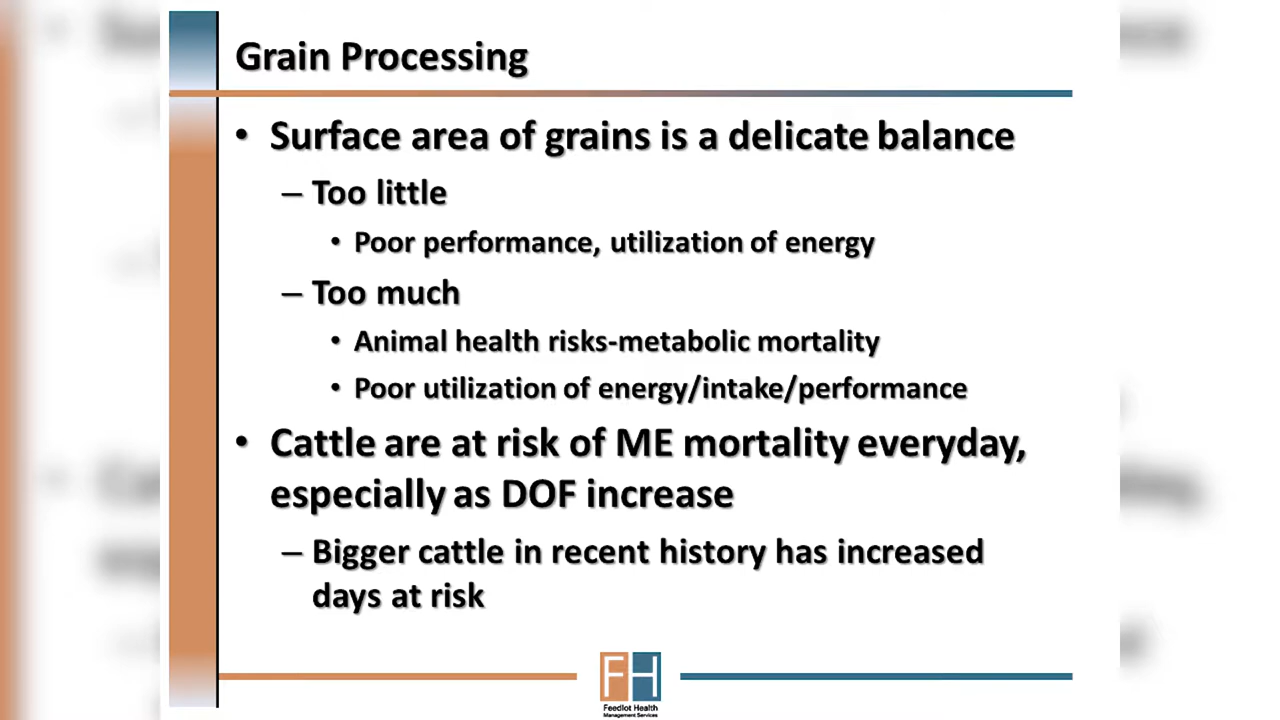 Grain Processing
• Surface area of grains is a delicate balance
– Too little
• Poor performance, utilization of energy
– Too much
• Animal health risks-metabolic mortality
• Poor utilization of energy/intake/performance
• Cattle are at risk of ME mortality everyday,
especially as DOF increase
– Bigger cattle in recent history has increased
days at risk
FH
Feedlot Health
Management Services